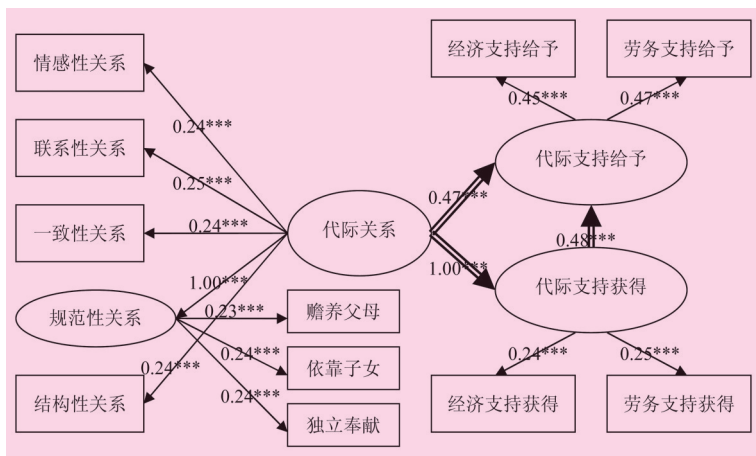 经济支持给予
劳务支持给予
情感性关系
0.45***
0.47***
0.24***
联系性关系
代际支持给予
0.25***
0.47***
一致性关系
0.24***
代际关系
0.48***
1.00***
1.00***
代际支持获得
规范性关系
0.23***
赡养父母
0.24***
依靠子女
0.24***
0.25***
0.24***
0.24***
结构性关系
独立奉献
经济支持获得
劳务支持获得